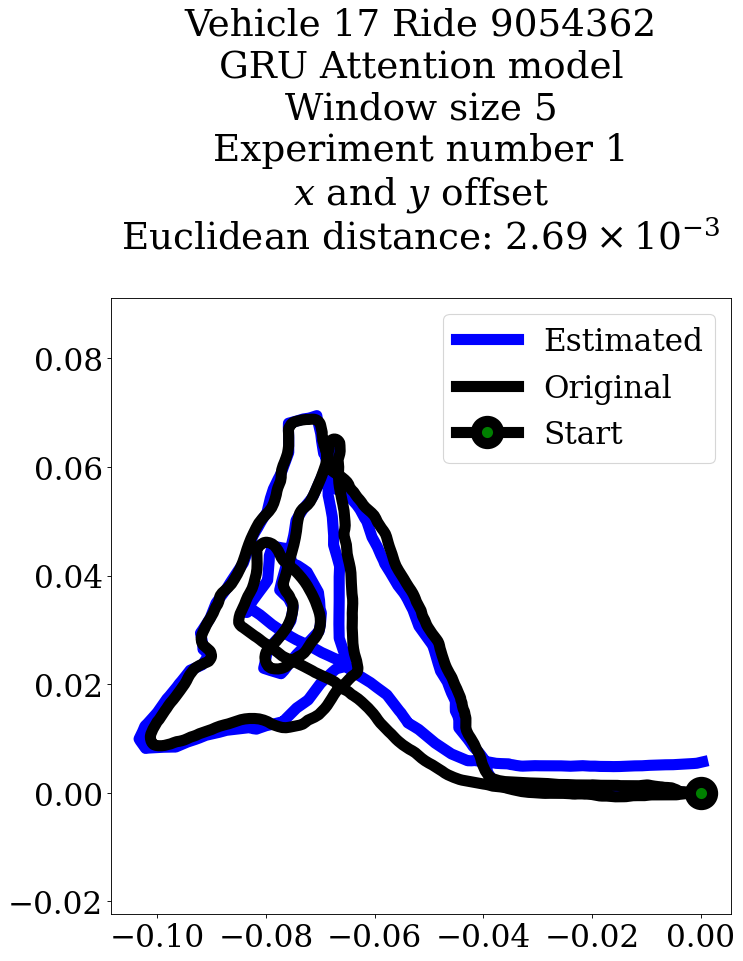 Vehicle 17 Ride 9054362
GRU Attention model
Window size 5
Experiment number 1
x and y offset
Euclidean distance: 2.69 × 10⁻³
Estimated
Original
Start
0.08
0.06
0.04
0.02
0.00
−0.02
−0.10 −0.08 −0.06 −0.04 −0.02 0.00